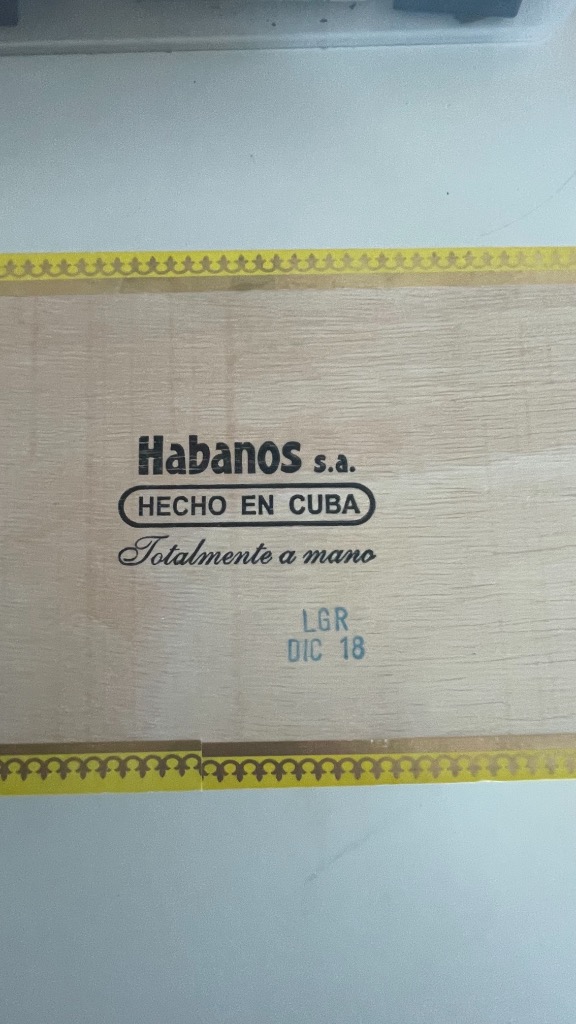 Habanos s.a.
HECHO EN CUBA
Totalmente a mano
LGR
DIC 18